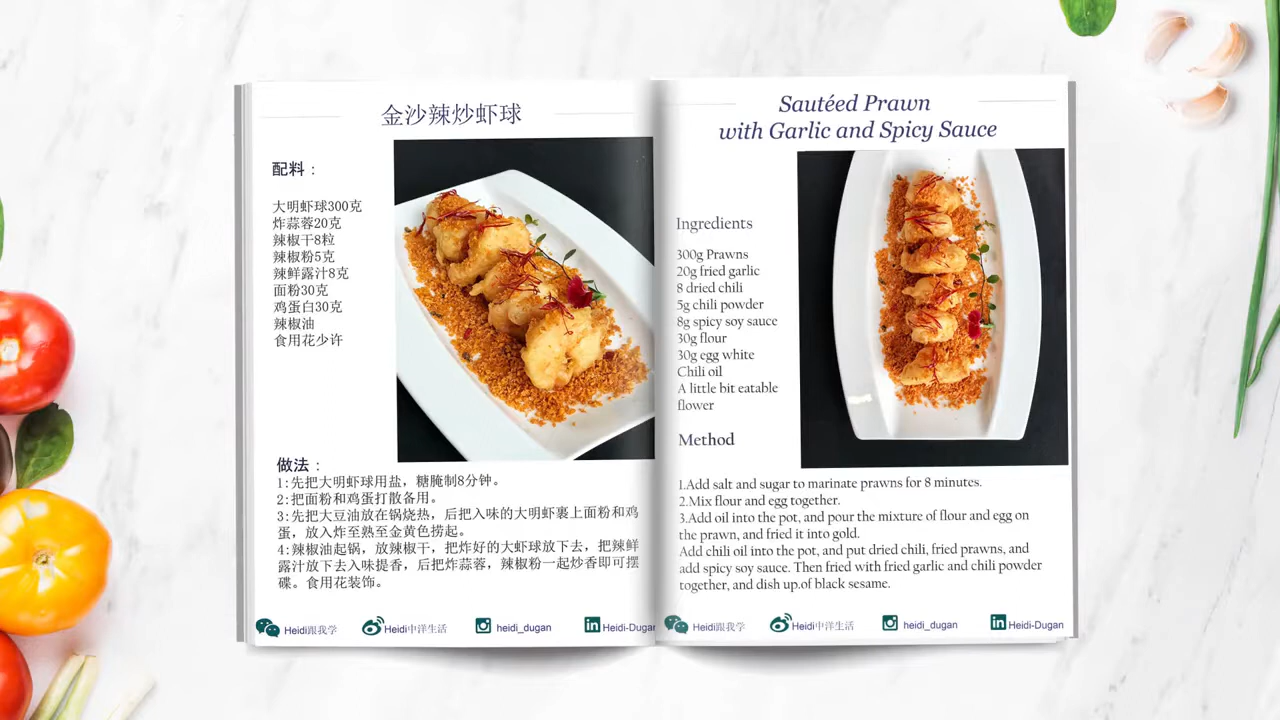 金沙辣炒虾球
配料：
大明虾球300克
炸蒜蓉20克
辣椒干8粒
辣椒粉5克
辣鲜露汁8克
面粉30克
鸡蛋白30克
辣椒油
食用花少许
做法：
1:先把大明虾球用盐，糖腌制8分钟。
2:把面粉和鸡蛋打散备用。
3:先把大豆油放在锅烧热，后把入味的大明虾裹上面粉和鸡
蛋，放入炸至熟至金黄色捞起。
4:辣椒油起锅，放辣椒干，把炸好的大虾球放下去，把辣鲜
露汁放下去入味提香，后把炸蒜蓉，辣椒粉一起炒香即可摆
碟。食用花装饰。
Heidi跟我学
Heidi中洋生活
heidi_dugan
Heidi-Dugan
Sautéed Prawn
with Garlic and Spicy Sauce
Ingredients
300g Prawns
20g fried garlic
8 dried chili
5g chili powder
8g spicy soy sauce
30g flour
30g egg white
Chili oil
A little bit eatable
flower
Method
1.Add salt and sugar to marinate prawns for 8 minutes.
2.Mix flour and egg together.
3.Add oil into the pot, and pour the mixture of flour and egg on
the prawn, and fried it into gold.
Add chili oil into the pot, and put dried chili, fried prawns, and
add spicy soy sauce. Then fried with fried garlic and chili powder
together, and dish up.of black sesame.
Heidi跟我学
Heidi中洋生活
heidi_dugan
Heidi-Dugan